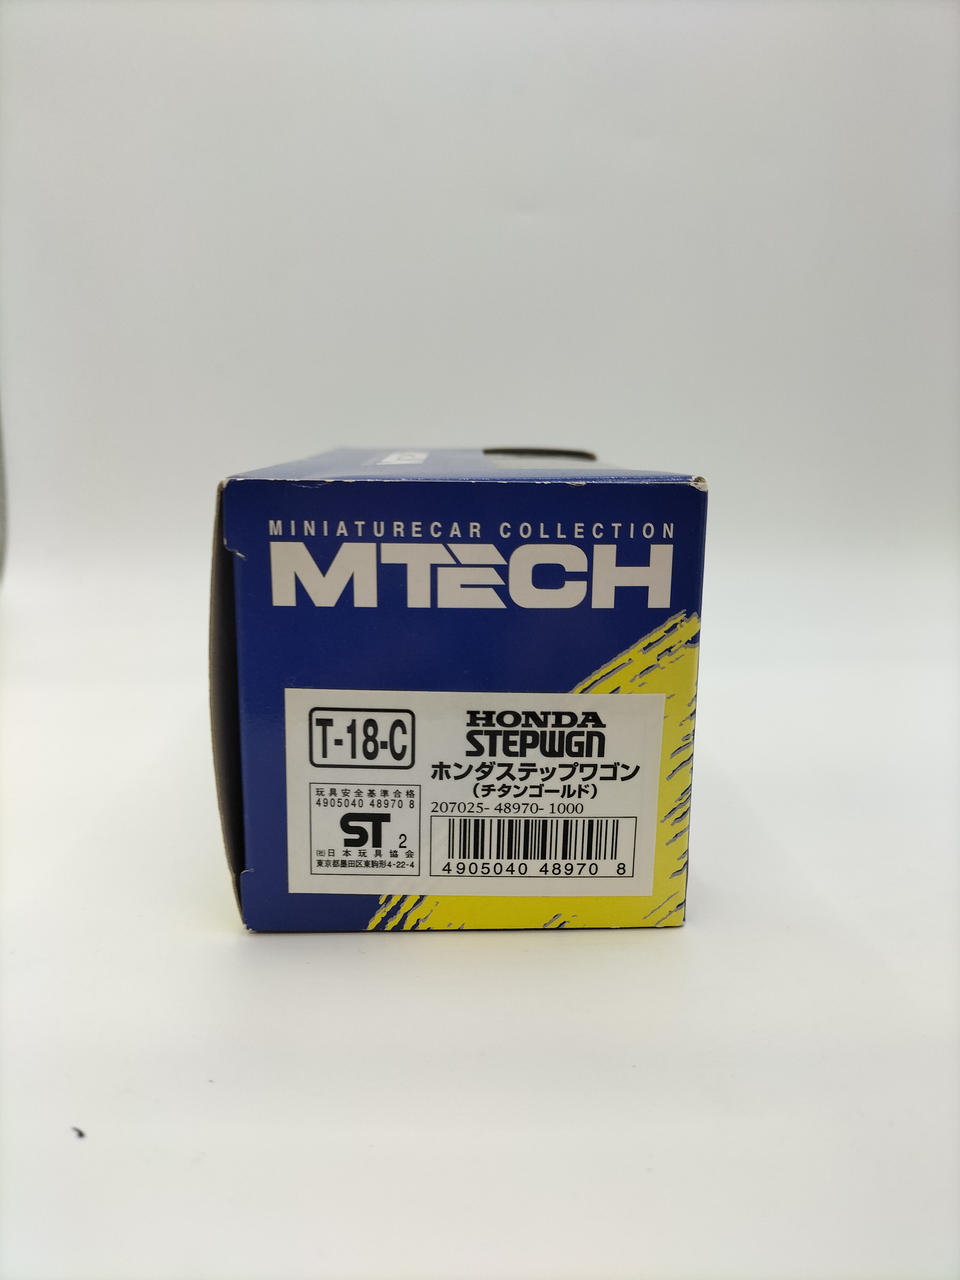 MINIATURECAR COLLECTION
MTECH
T-18-C
HONDA
STEPWGN
ホンダステップワゴン
(チタンゴールド)
207025- 48970- 1000
玩具安全基準合格
4905040 48970 8
ST 2
㈳日本玩具協会
東京都墨田区東駒形4-22-4
4905040 48970 8